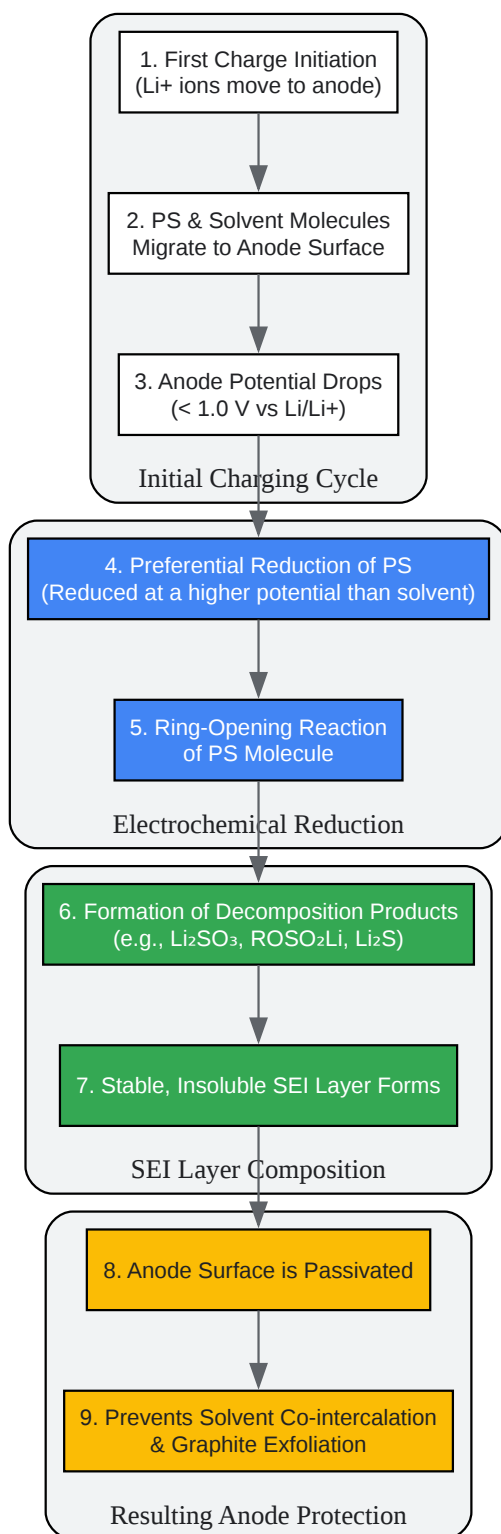 1. First Charge Initiation
(Li+ ions move to anode)
2. PS & Solvent Molecules
Migrate to Anode Surface
3. Anode Potential Drops
(< 1.0 V vs Li/Li+)
Initial Charging Cycle
4. Preferential Reduction of PS
(Reduced at a higher potential than solvent)
5. Ring-Opening Reaction
of PS Molecule
Electrochemical Reduction
6. Formation of Decomposition Products
(e.g., Li₂SO₃, ROSO₂Li, Li₂S)
7. Stable, Insoluble SEI Layer Forms
SEI Layer Composition
8. Anode Surface is Passivated
9. Prevents Solvent Co-intercalation
& Graphite Exfoliation
Resulting Anode Protection